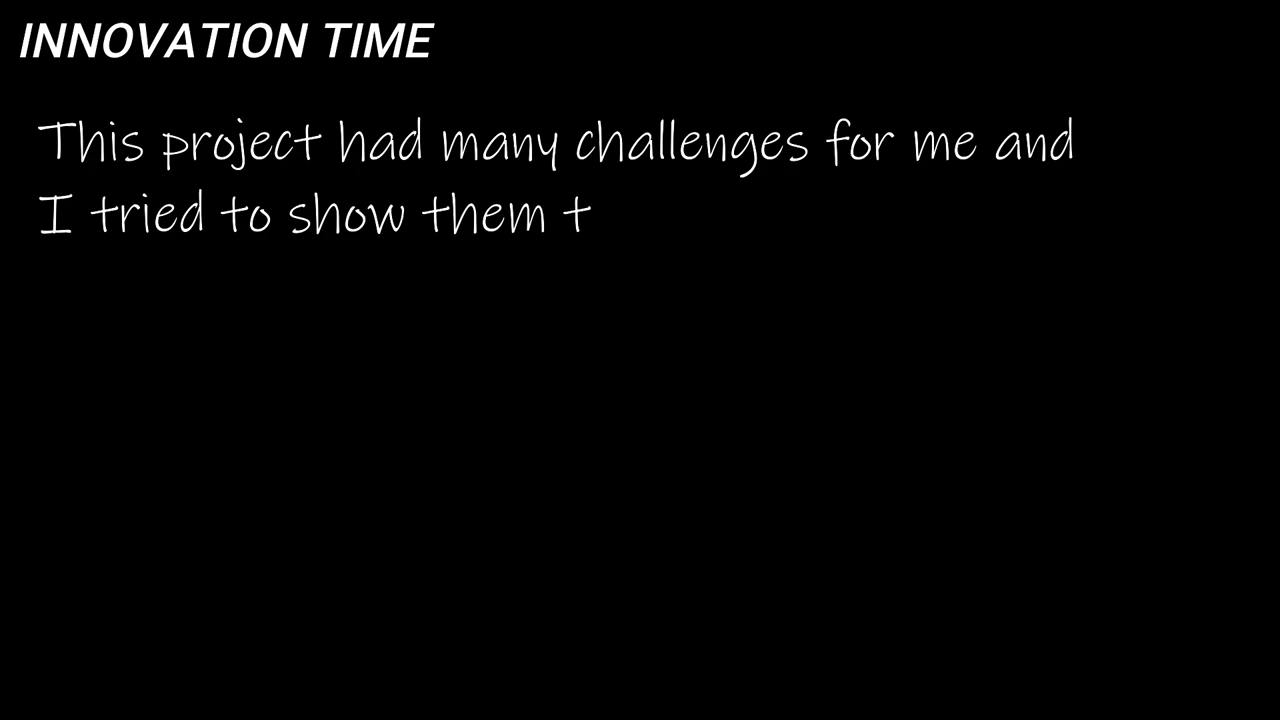 INNOVATION TIME
This project had many challenges for me and
I tried to show them t